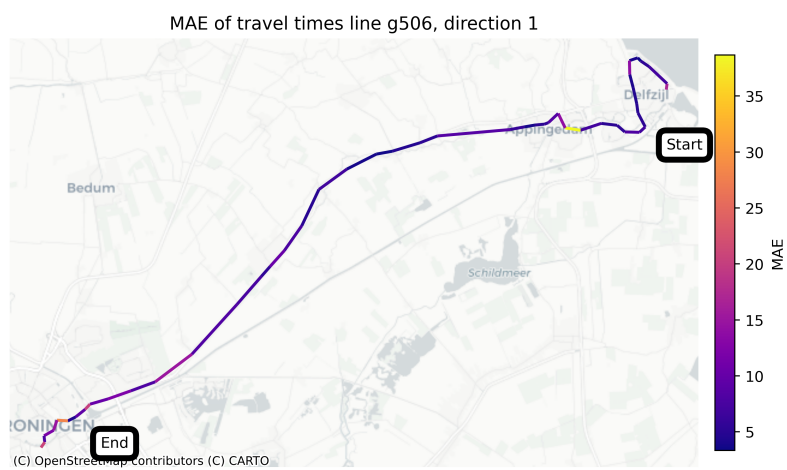 MAE of travel times line g506, direction 1
Delfzijl
Appingedam
Start
Bedum
Schildmeer
RONINGEN
End
(C) OpenStreetMap contributors (C) CARTO
35
30
25
20
15
10
5
MAE